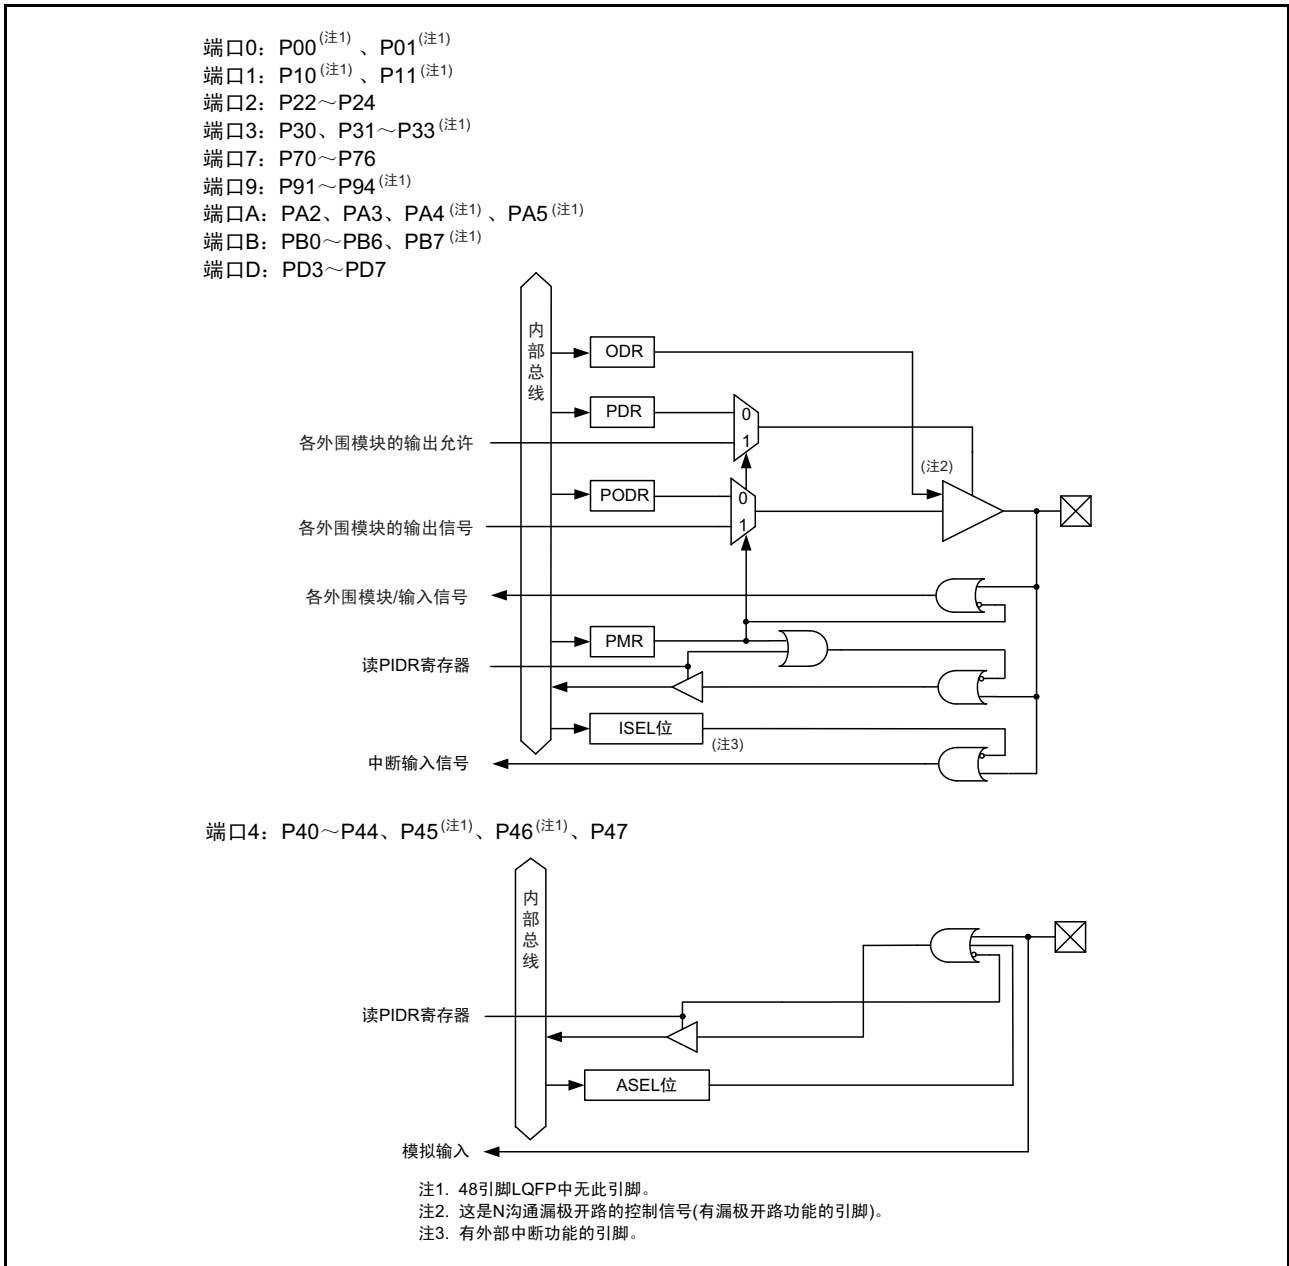 端口0：P00(注1) 、P01(注1)
端口1：P10(注1) 、P11(注1)
端口2：P22～P24
端口3：P30、P31～P33(注1)
端口7：P70～P76
端口9：P91～P94(注1)
端口A：PA2、PA3、PA4(注1) 、PA5(注1)
端口B：PB0～PB6、PB7(注1)
端口D：PD3～PD7
内部总线
ODR
PDR
0
1
各外围模块的输出允许
(注2)
PODR
0
1
各外围模块的输出信号
各外围模块/输入信号
PMR
读PIDR寄存器
ISEL位
(注3)
中断输入信号
端口4：P40～P44、P45(注1)、P46(注1)、P47
内部总线
读PIDR寄存器
ASEL位
模拟输入
注1. 48引脚LQFP中无此引脚。
注2. 这是N沟通漏极开路的控制信号(有漏极开路功能的引脚)。
注3. 有外部中断功能的引脚。